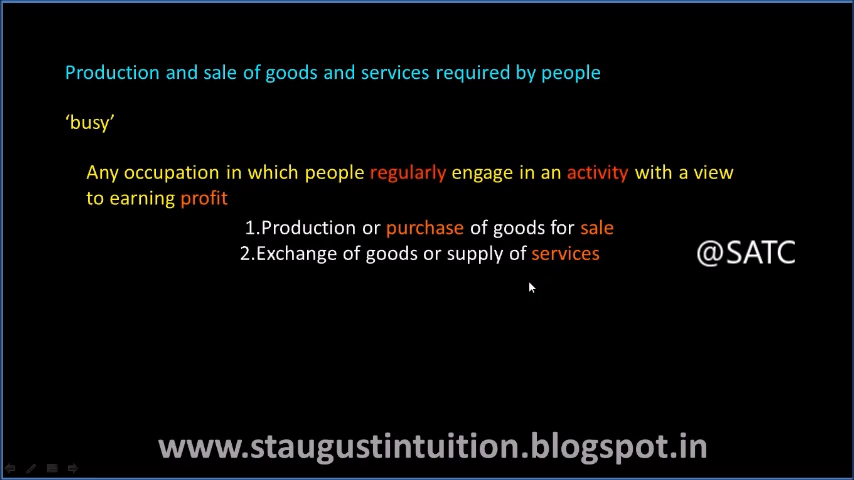 Production and sale of goods and services required by people
‘busy’
Any occupation in which people regularly engage in an activity with a view
to earning profit
1.Production or purchase of goods for sale
2.Exchange of goods or supply of services
@SATC
www.staugustintuition.blogspot.in